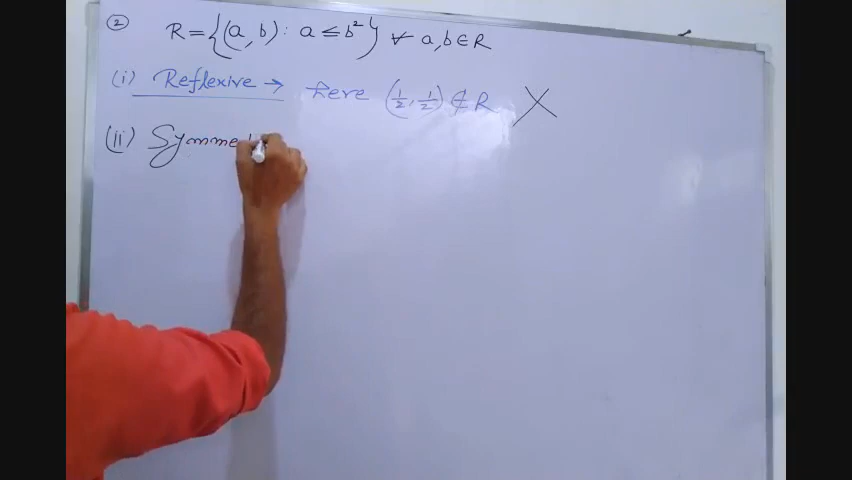 ② R = {(a, b) : a ≤ b²} ∀ a, b ∈ R
(i) Reflexive → here (1/2, 1/2) ∉ R ✗
(ii) Symme